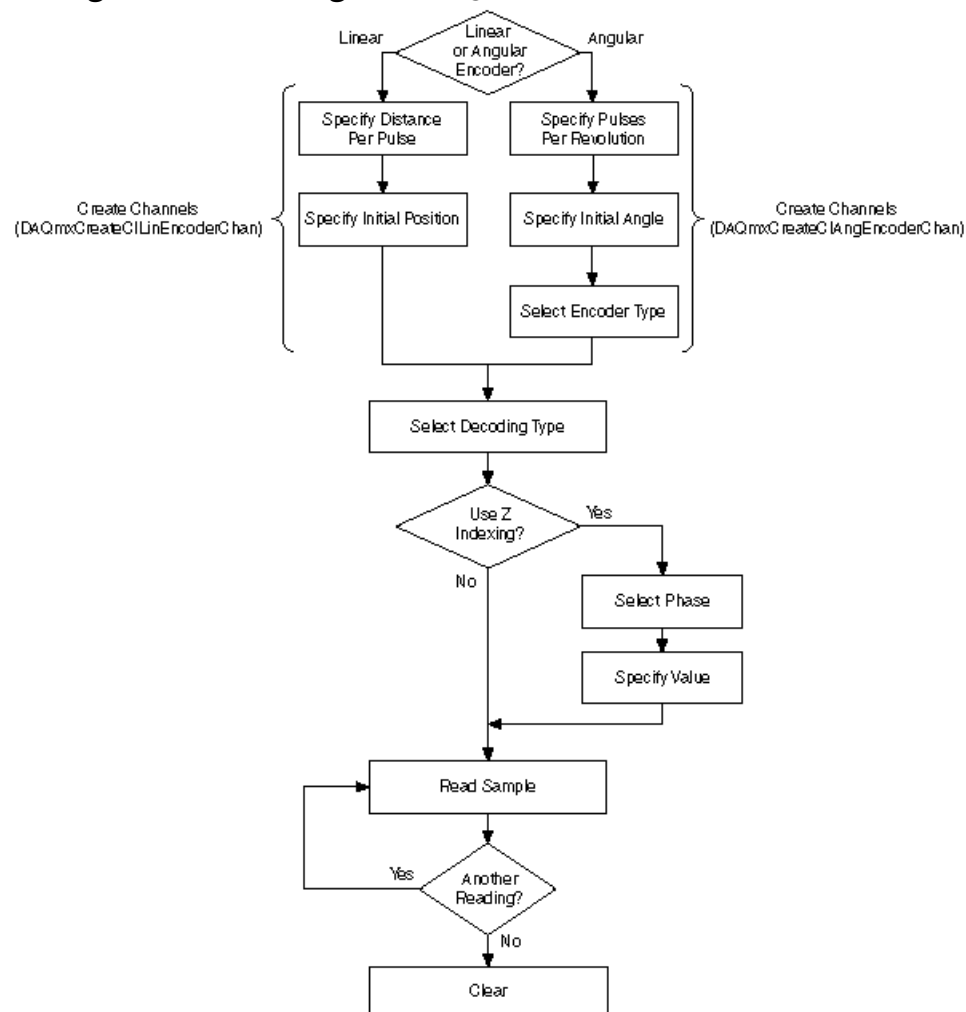 Linear
Linear
or Angular
Encoder?
Angular
Specify Distance
Per Pulse
Specify Pulses
Per Revolution
Create Channels
(DAQmxCreateCILinEncoderChan)
Specify Initial Position
Specify Initial Angle
Create Channels
(DAQmxCreateCIAngEncoderChan)
Select Encoder Type
Select Decoding Type
Use Z
Indexing?
Yes
No
Select Phase
Specify Value
Read Sample
Yes
Another
Reading?
No
Clear